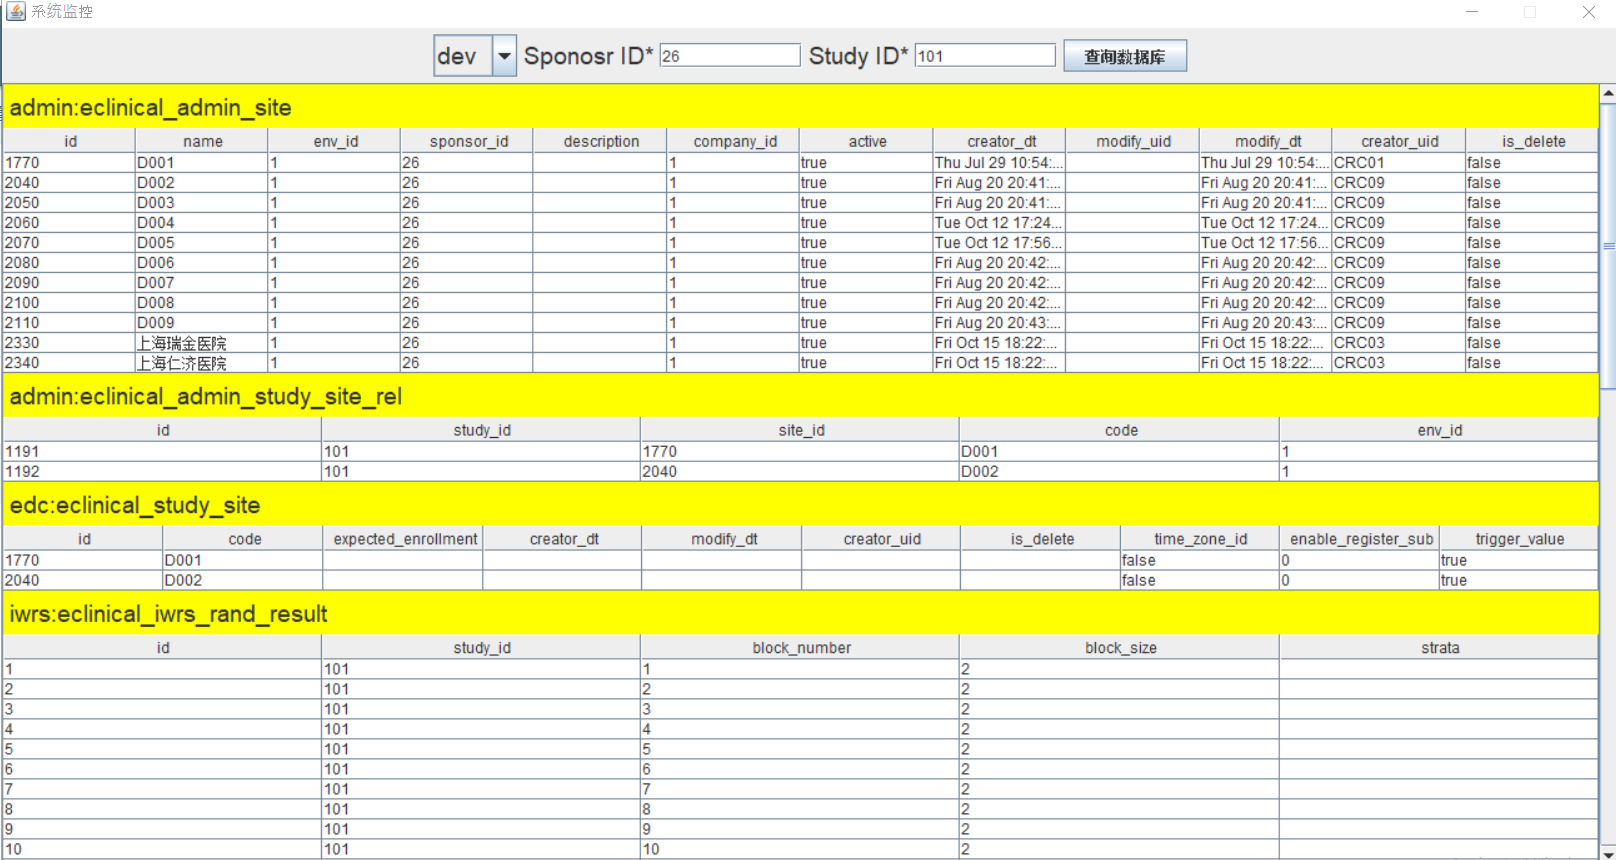 系统监控
dev Sponosr ID* 26 Study ID* 101 查询数据库
admin:eclinical_admin_site
id name env_id sponsor_id description company_id active creator_dt modify_uid modify_dt creator_uid is_delete
1770 D001 1 26 1 true Thu Jul 29 10:54:... Thu Jul 29 10:54:... CRC01 false
2040 D002 1 26 1 true Fri Aug 20 20:41:... Fri Aug 20 20:41:... CRC09 false
2050 D003 1 26 1 true Fri Aug 20 20:41:... Fri Aug 20 20:41:... CRC09 false
2060 D004 1 26 1 true Tue Oct 12 17:24... Tue Oct 12 17:24... CRC09 false
2070 D005 1 26 1 true Tue Oct 12 17:56... Tue Oct 12 17:56... CRC09 false
2080 D006 1 26 1 true Fri Aug 20 20:42:... Fri Aug 20 20:42:... CRC09 false
2090 D007 1 26 1 true Fri Aug 20 20:42:... Fri Aug 20 20:42:... CRC09 false
2100 D008 1 26 1 true Fri Aug 20 20:42:... Fri Aug 20 20:42:... CRC09 false
2110 D009 1 26 1 true Fri Aug 20 20:43:... Fri Aug 20 20:43:... CRC09 false
2330 上海瑞金医院 1 26 1 true Fri Oct 15 18:22:... Fri Oct 15 18:22:... CRC03 false
2340 上海仁济医院 1 26 1 true Fri Oct 15 18:22:... Fri Oct 15 18:22:... CRC03 false
admin:eclinical_admin_study_site_rel
id study_id site_id code env_id
1191 101 1770 D001 1
1192 101 2040 D002 1
edc:eclinical_study_site
id code expected_enrollment creator_dt modify_dt creator_uid is_delete time_zone_id enable_register_sub trigger_value
1770 D001 false 0 true
2040 D002 false 0 true
iwrs:eclinical_iwrs_rand_result
id study_id block_number block_size strata
1 101 1 2
2 101 2 2
3 101 3 2
4 101 4 2
5 101 5 2
6 101 6 2
7 101 7 2
8 101 8 2
9 101 9 2
10 101 10 2